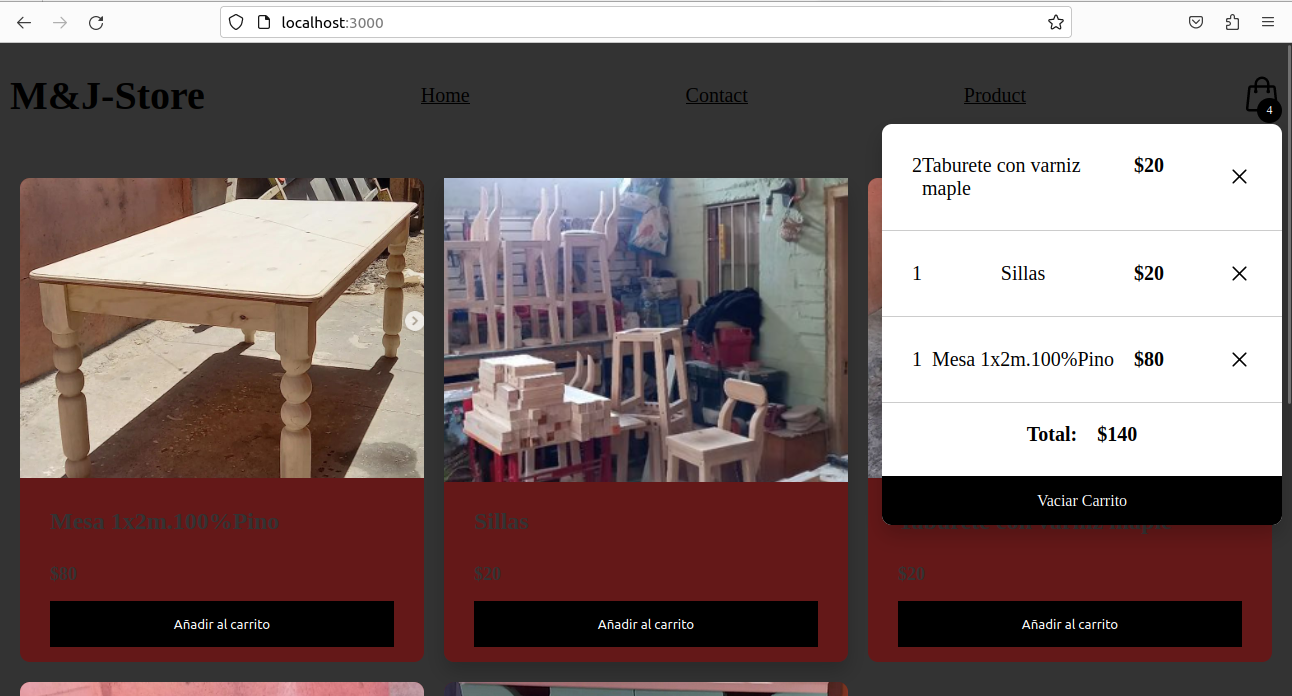 localhost:3000
M&J-Store
Home
Contact
Product
4
2Taburete con varniz
maple
$20
1
Sillas
$20
1
Mesa 1x2m.100%Pino
$80
Total: $140
Vaciar Carrito
Mesa 1x2m.100%Pino
$80
Añadir al carrito
Sillas
$20
Añadir al carrito
$20
Añadir al carrito